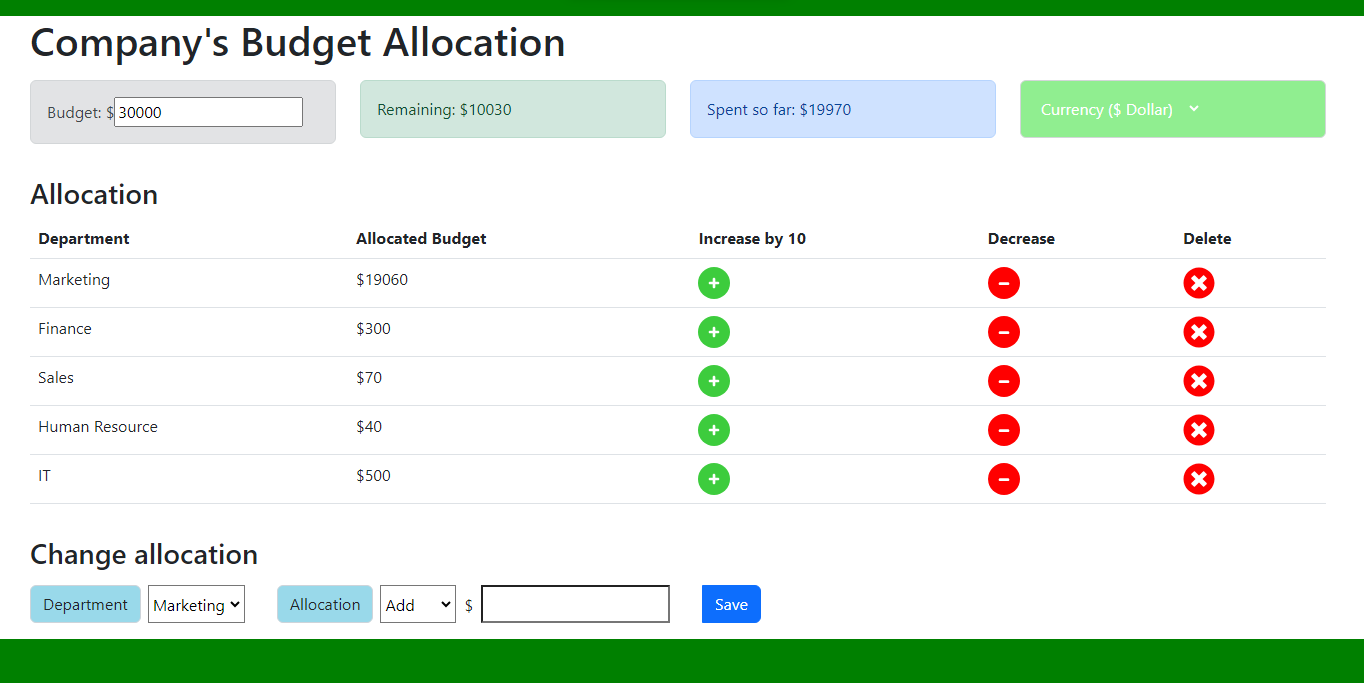 Company's Budget Allocation
Budget: $ 30000 Remaining: $10030 Spent so far: $19970 Currency ($ Dollar)
Allocation
Department Allocated Budget Increase by 10 Decrease Delete
Marketing $19060
Finance $300
Sales $70
Human Resource $40
IT $500
Change allocation
Department Marketing Allocation Add $ Save